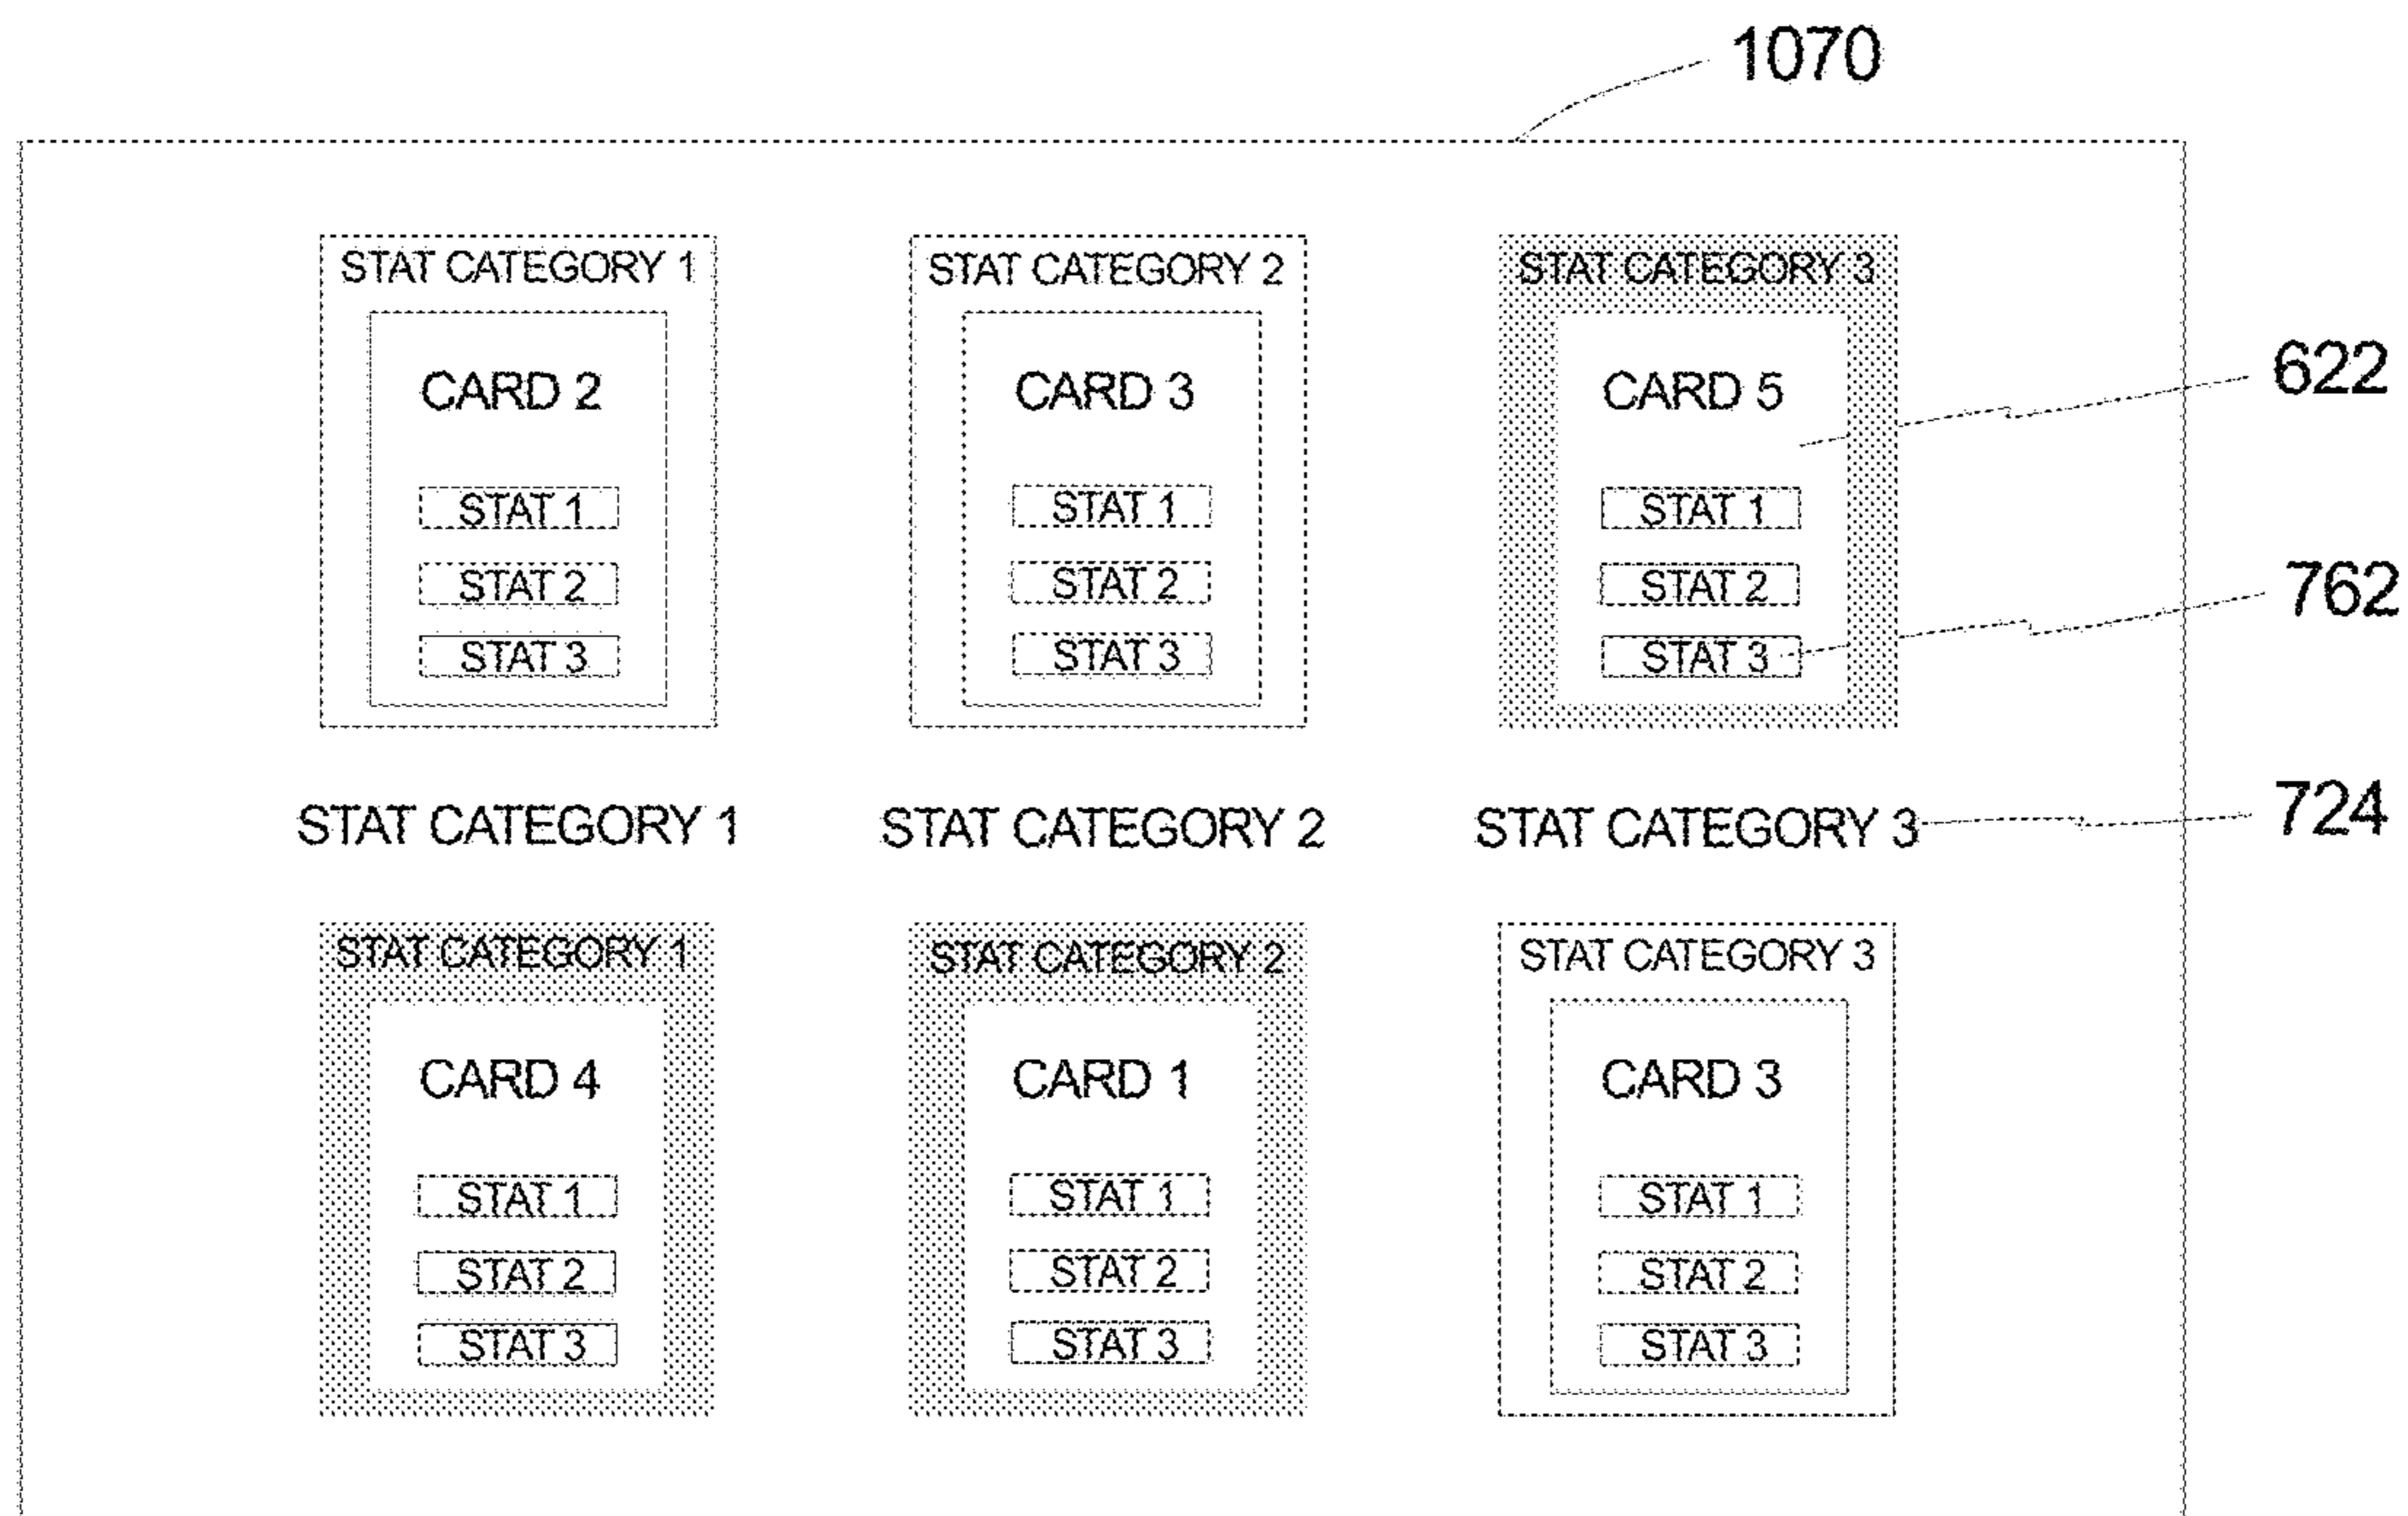 1070
STAT CATEGORY 1 STAT CATEGORY 2 STAT CATEGORY 3
CARD 2 CARD 3 CARD 5
622
STAT 1 STAT 1 STAT 1
STAT 2 STAT 2 STAT 2
762
STAT 3 STAT 3 STAT 3
STAT CATEGORY 1 STAT CATEGORY 2 STAT CATEGORY 3
724
STAT CATEGORY 1 STAT CATEGORY 2 STAT CATEGORY 3
CARD 4 CARD 1 CARD 3
STAT 1 STAT 1 STAT 1
STAT 2 STAT 2 STAT 2
STAT 3 STAT 3 STAT 3